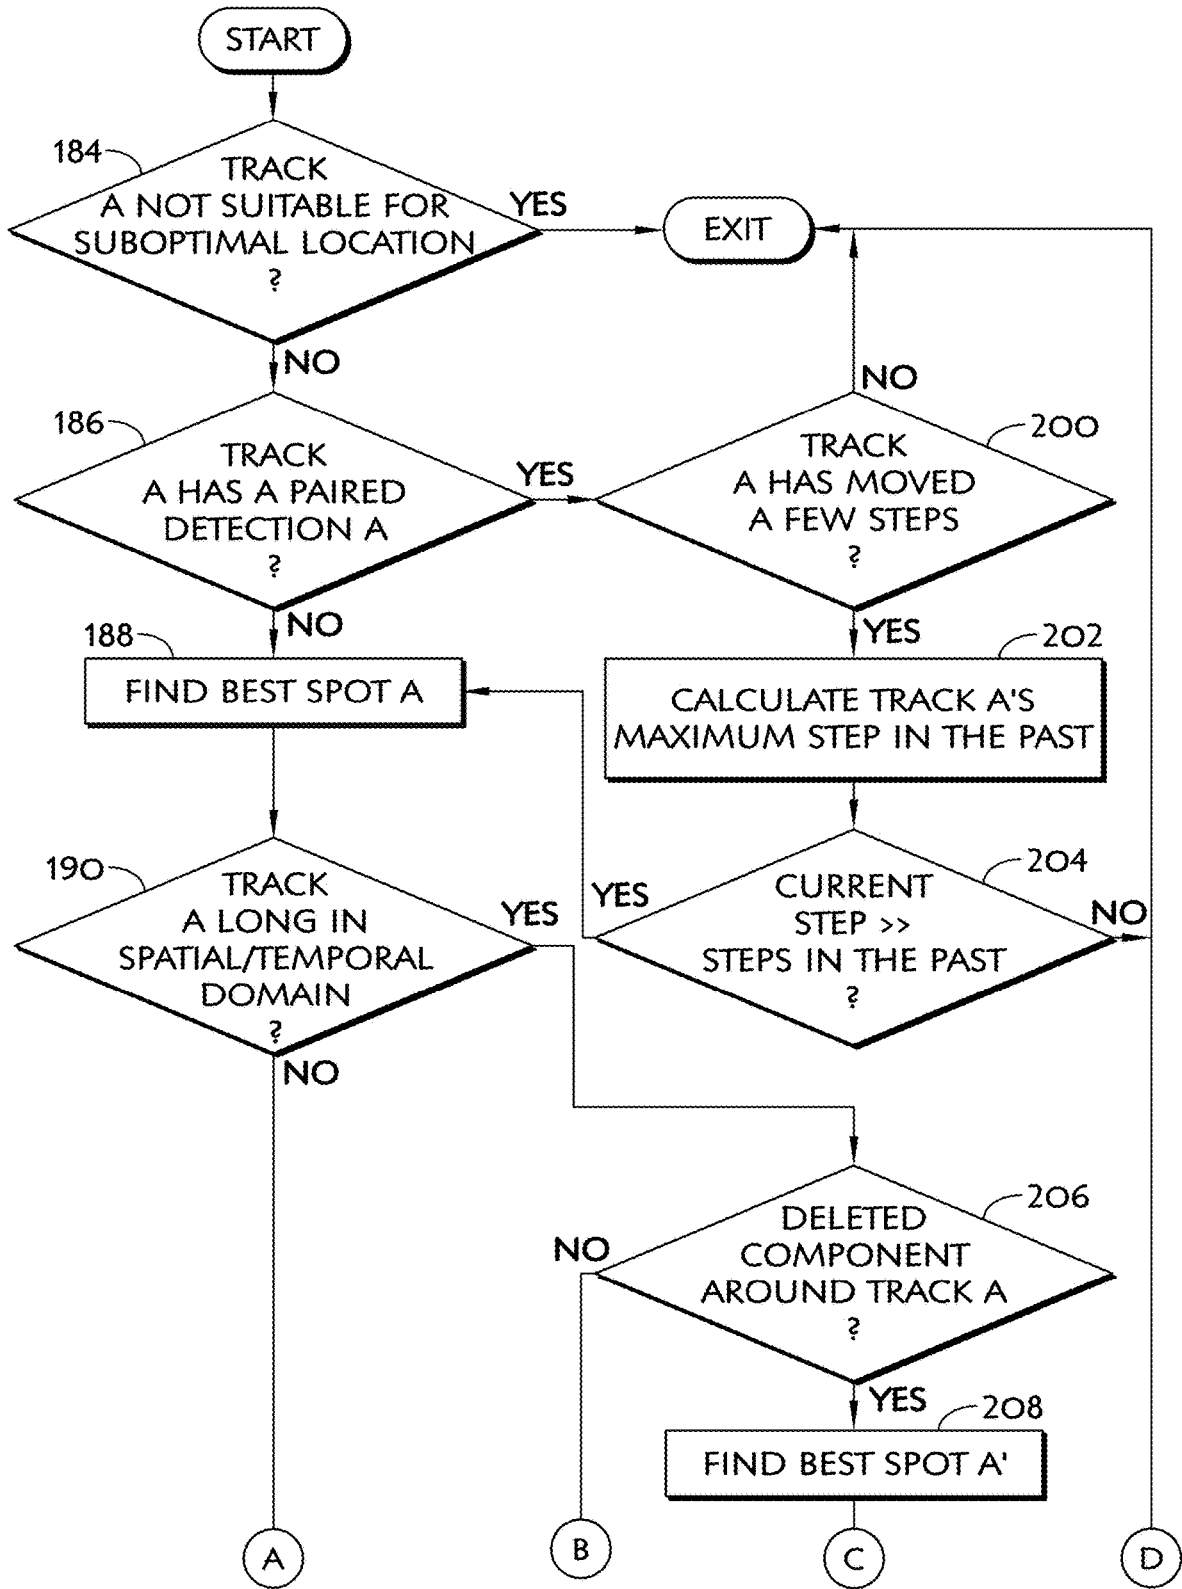 START
184
TRACK
A NOT SUITABLE FOR
SUBOPTIMAL LOCATION
?
YES
EXIT
NO
186
TRACK
A HAS A PAIRED
DETECTION A
?
YES
NO
200
TRACK
A HAS MOVED
A FEW STEPS
?
NO
YES
188
FIND BEST SPOT A
202
CALCULATE TRACK A'S
MAXIMUM STEP IN THE PAST
190
TRACK
A LONG IN
SPATIAL/TEMPORAL
DOMAIN
?
YES
NO
204
CURRENT
STEP >>
STEPS IN THE PAST
?
YES
NO
206
DELETED
COMPONENT
AROUND TRACK A
?
NO
YES
208
FIND BEST SPOT A'
A
B
C
D